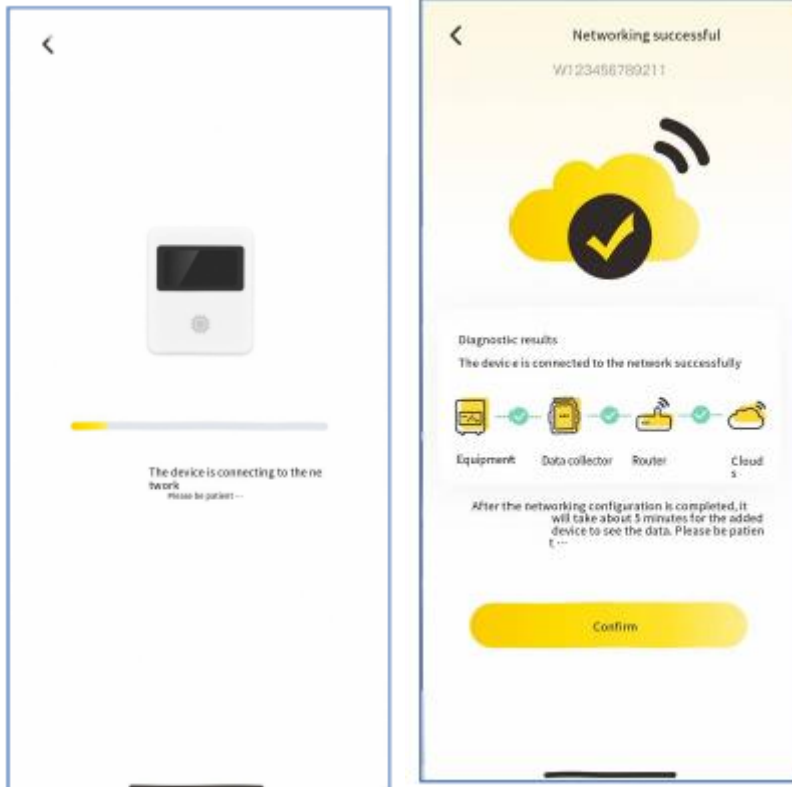 The device is connecting to the ne
twork
Please be patient ···
Networking successful
W123456789211
Diagnostic results
The device is connected to the network successfully
Equipment Data collector Router Cloud
s
After the networking configuration is completed, it
will take about 5 minutes for the added
device to see the data. Please be patien
t ···
Confirm